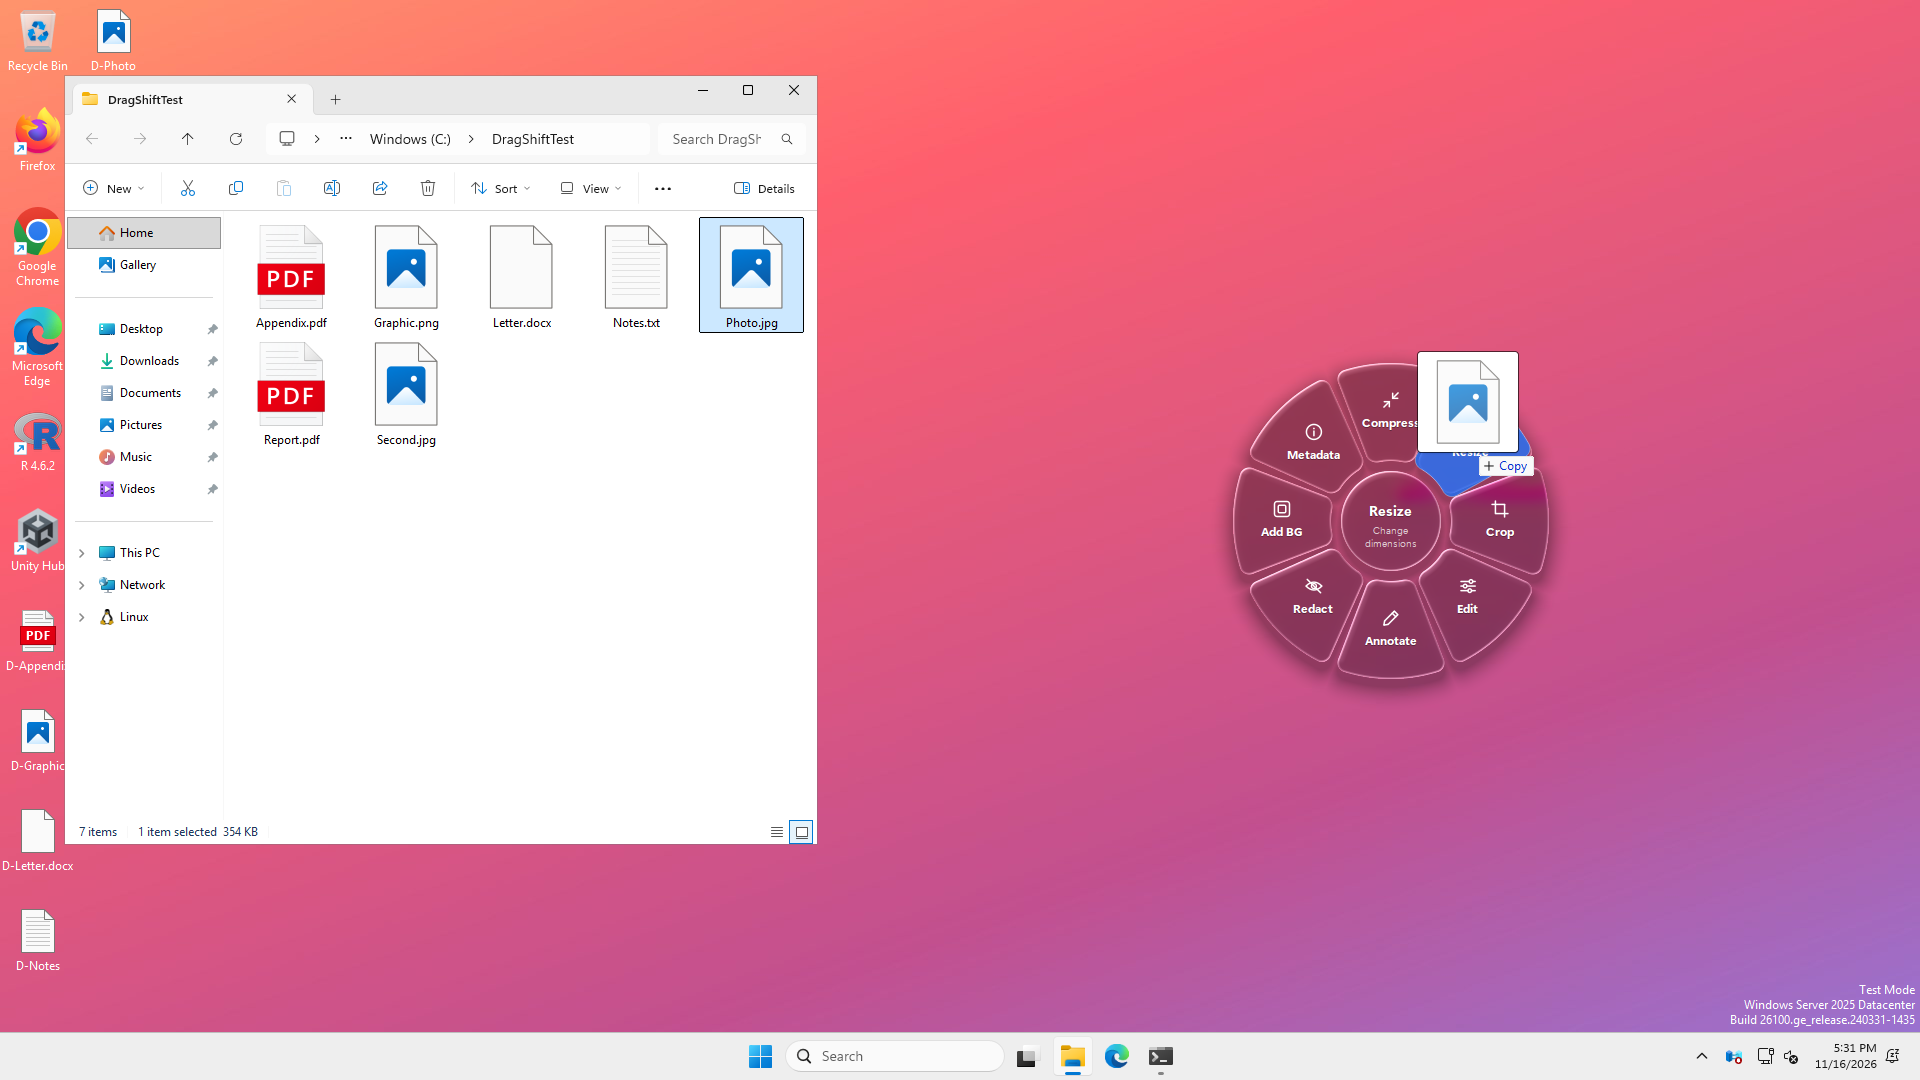 Recycle Bin
D-Photo
Firefox
Google
Chrome
Microsoft
Edge
R 4.6.2
Unity Hub
PDF
D-Appendi
D-Graphic
D-Letter.docx
D-Notes
DragShiftTest
Windows (C:)
DragShiftTest
Search DragSh
New
Sort
View
Details
Home
Gallery
Desktop
Downloads
Documents
Pictures
Music
Videos
This PC
Network
Linux
PDF
Appendix.pdf
Graphic.png
Letter.docx
Notes.txt
Photo.jpg
PDF
Report.pdf
Second.jpg
7 items
1 item selected 354 KB
Compress
Metadata
Resize
Copy
Add BG
Resize
Change
dimensions
Crop
Redact
Edit
Annotate
Test Mode
Windows Server 2025 Datacenter
Build 26100.ge_release.240331-1435
Search
5:31 PM
11/16/2026